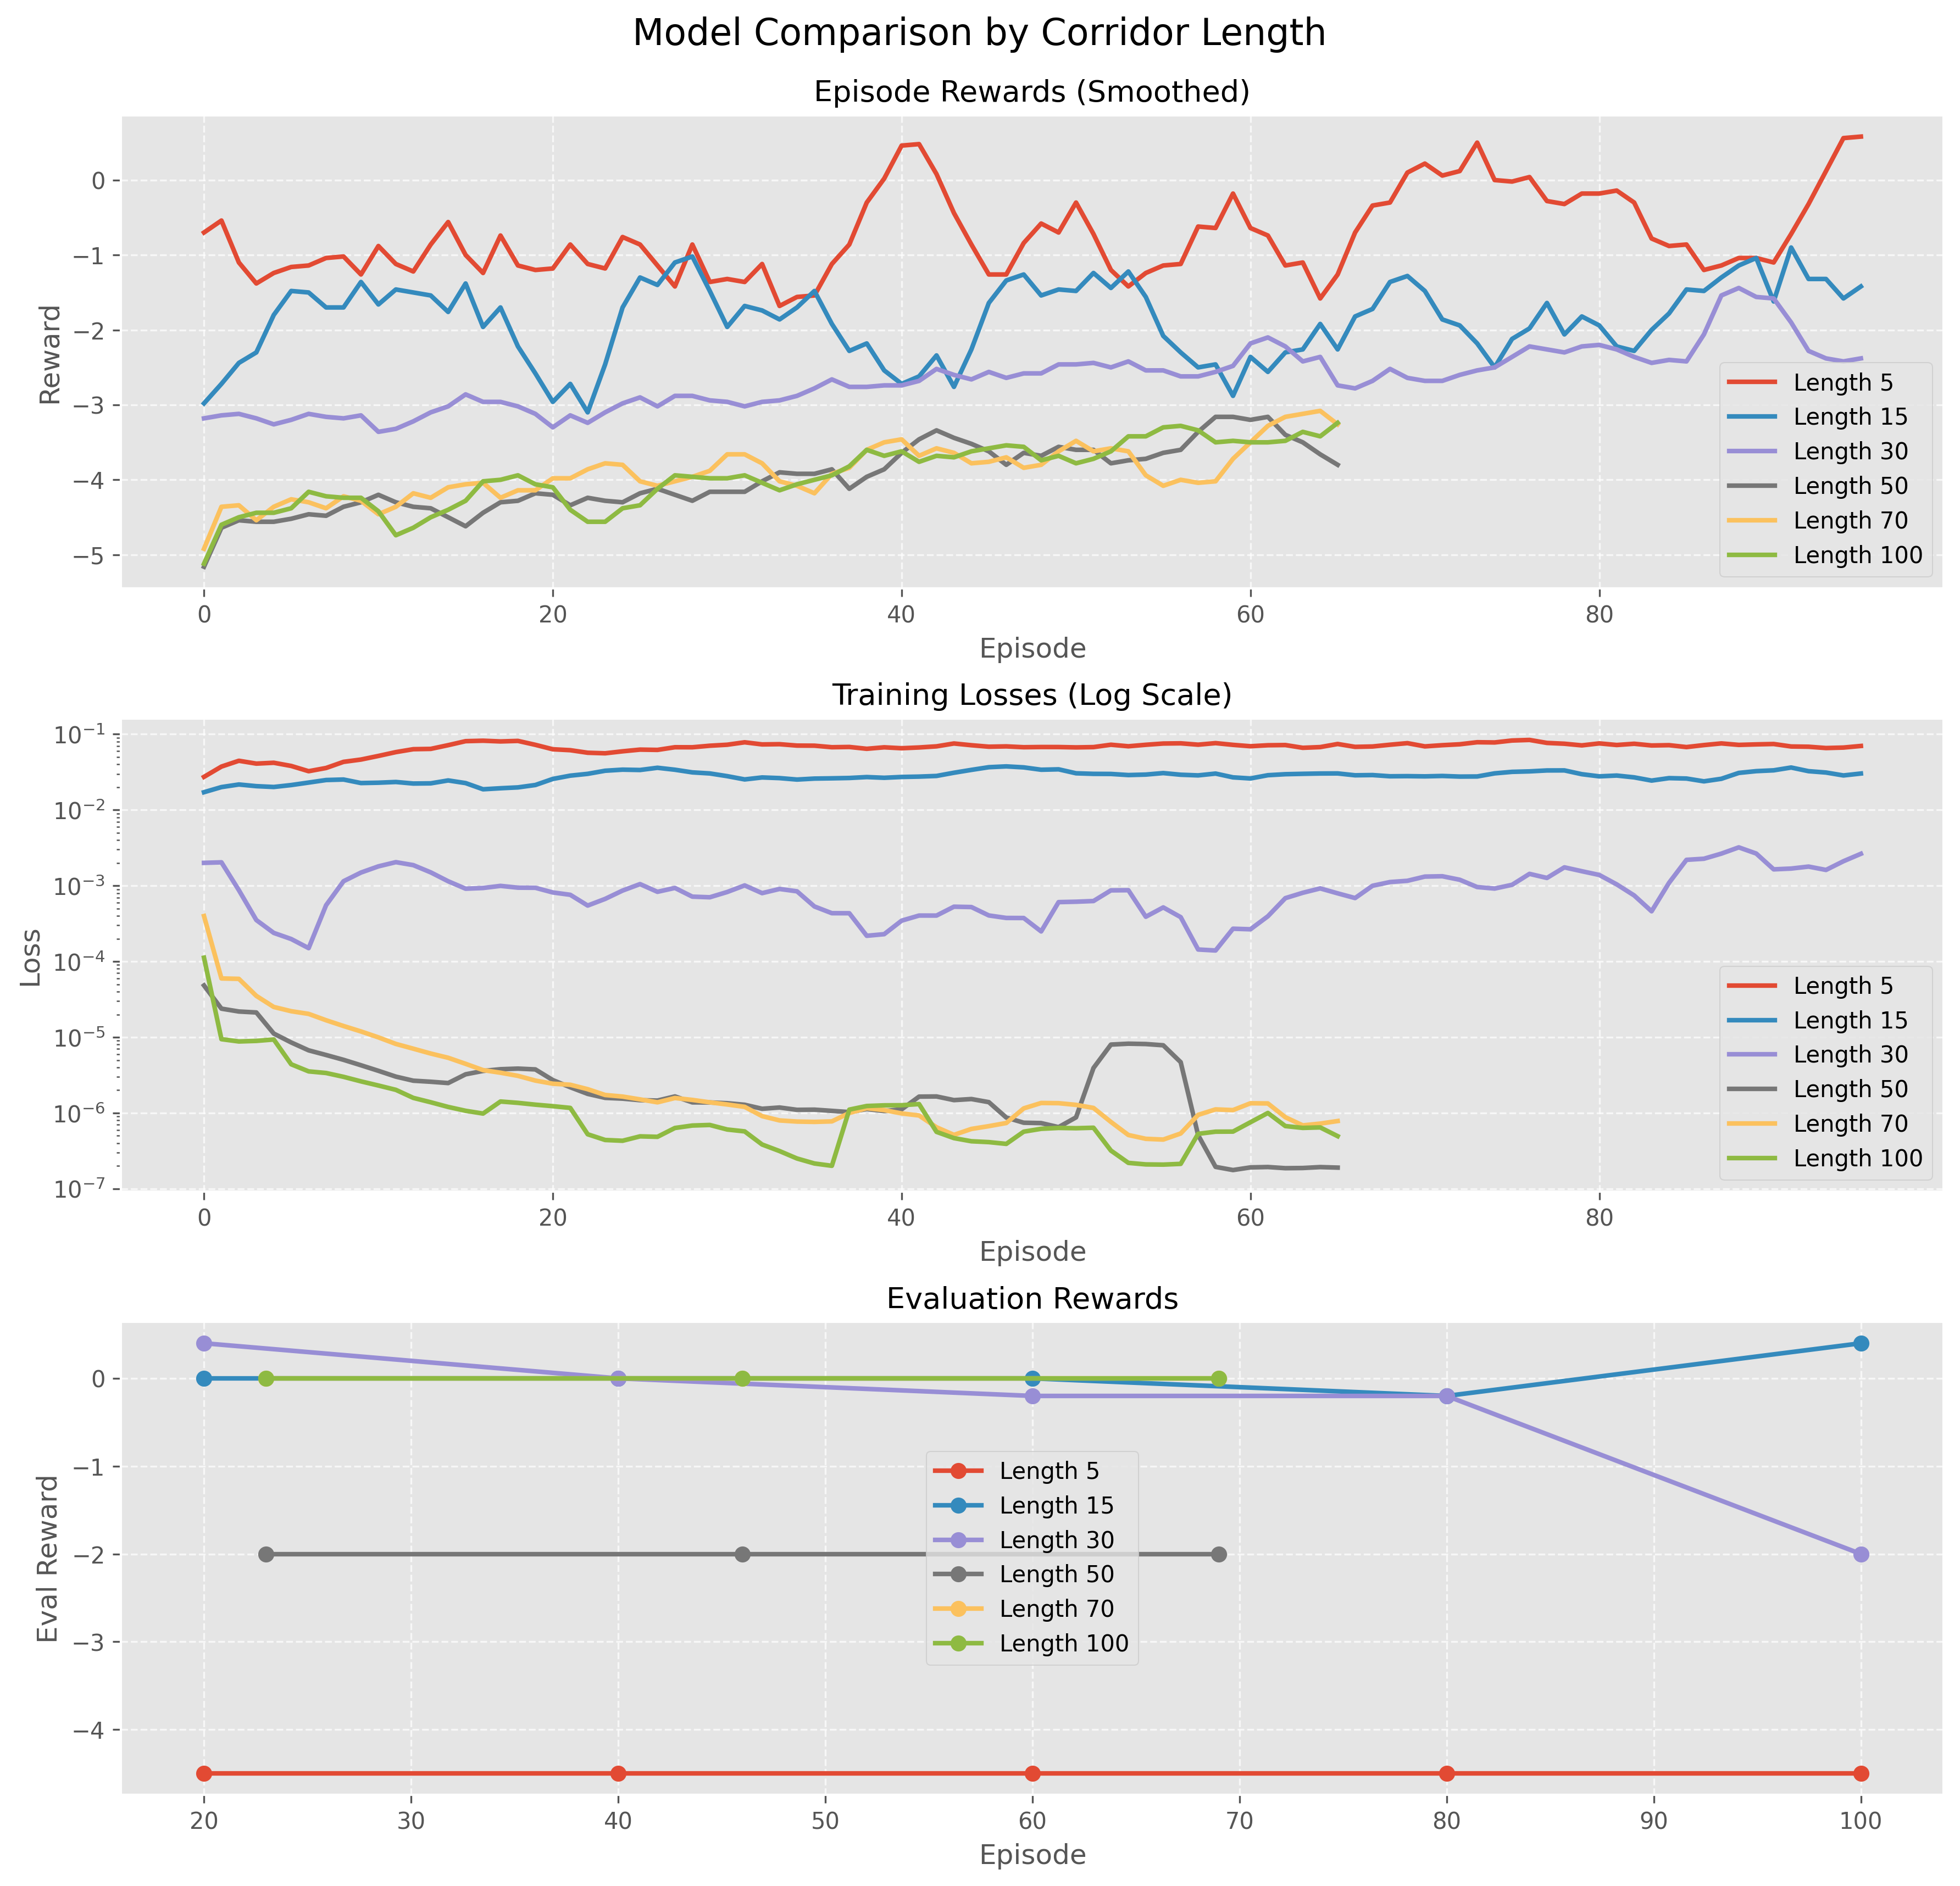 Model Comparison by Corridor Length
Episode Rewards (Smoothed)
Reward
0
−1
−2
−3
−4
−5
Length 5
Length 15
Length 30
Length 50
Length 70
Length 100
0 20 40 60 80
Episode
Training Losses (Log Scale)
Loss
10⁻¹
10⁻²
10⁻³
10⁻⁴
10⁻⁵
10⁻⁶
10⁻⁷
Length 5
Length 15
Length 30
Length 50
Length 70
Length 100
0 20 40 60 80
Episode
Evaluation Rewards
Eval Reward
0
−1
−2
−3
−4
Length 5
Length 15
Length 30
Length 50
Length 70
Length 100
20 30 40 50 60 70 80 90 100
Episode